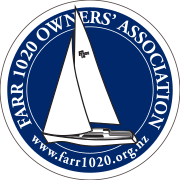 FARR 1020 OWNERS' ASSOCIATION
www.farr1020.org.nz